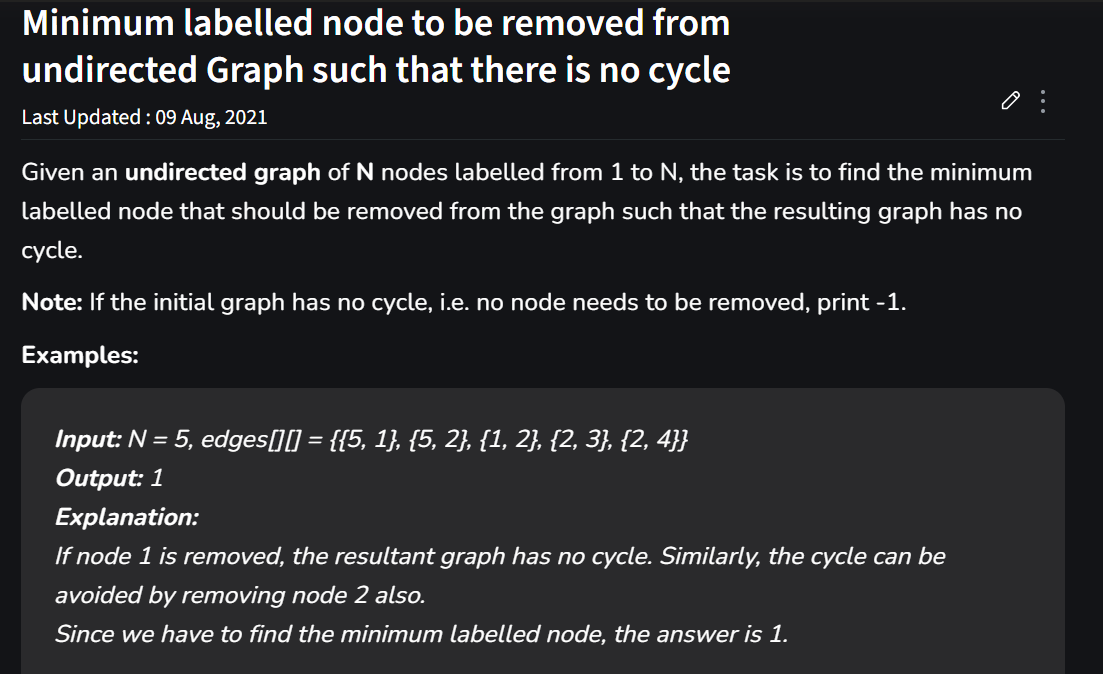 Minimum labelled node to be removed from
undirected Graph such that there is no cycle
Last Updated : 09 Aug, 2021
Given an undirected graph of N nodes labelled from 1 to N, the task is to find the minimum
labelled node that should be removed from the graph such that the resulting graph has no
cycle.
Note: If the initial graph has no cycle, i.e. no node needs to be removed, print -1.
Examples:
Input: N = 5, edges[][] = {{5, 1}, {5, 2}, {1, 2}, {2, 3}, {2, 4}}
Output: 1
Explanation:
If node 1 is removed, the resultant graph has no cycle. Similarly, the cycle can be
avoided by removing node 2 also.
Since we have to find the minimum labelled node, the answer is 1.